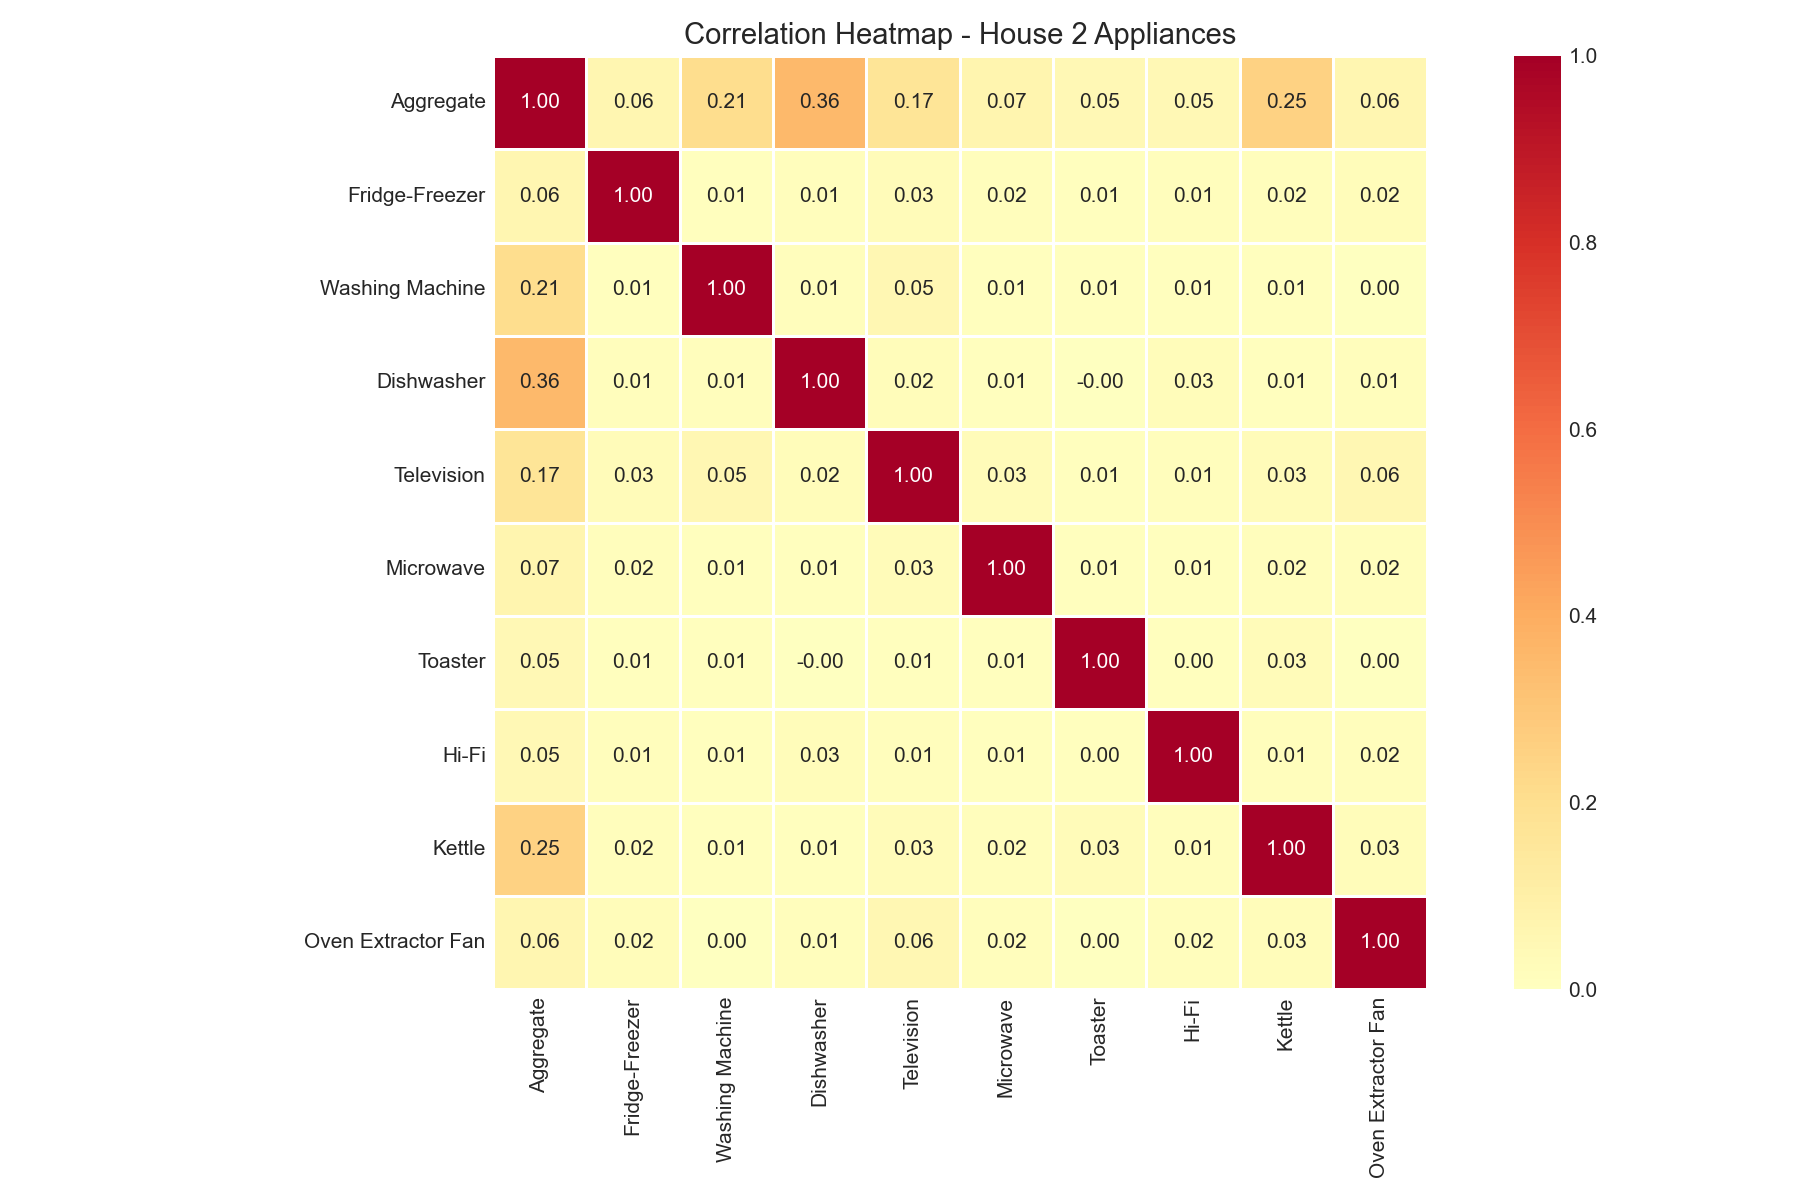 Correlation Heatmap - House 2 Appliances
Aggregate 1.00 0.06 0.21 0.36 0.17 0.07 0.05 0.05 0.25 0.06
Fridge-Freezer 0.06 1.00 0.01 0.01 0.03 0.02 0.01 0.01 0.02 0.02
Washing Machine 0.21 0.01 1.00 0.01 0.05 0.01 0.01 0.01 0.01 0.00
Dishwasher 0.36 0.01 0.01 1.00 0.02 0.01 -0.00 0.03 0.01 0.01
Television 0.17 0.03 0.05 0.02 1.00 0.03 0.01 0.01 0.03 0.06
Microwave 0.07 0.02 0.01 0.01 0.03 1.00 0.01 0.01 0.02 0.02
Toaster 0.05 0.01 0.01 -0.00 0.01 0.01 1.00 0.00 0.03 0.00
Hi-Fi 0.05 0.01 0.01 0.03 0.01 0.01 0.00 1.00 0.01 0.02
Kettle 0.25 0.02 0.01 0.01 0.03 0.02 0.03 0.01 1.00 0.03
Oven Extractor Fan 0.06 0.02 0.00 0.01 0.06 0.02 0.00 0.02 0.03 1.00
Aggregate
Fridge-Freezer
Washing Machine
Dishwasher
Television
Microwave
Toaster
Hi-Fi
Kettle
Oven Extractor Fan
1.0
0.8
0.6
0.4
0.2
0.0